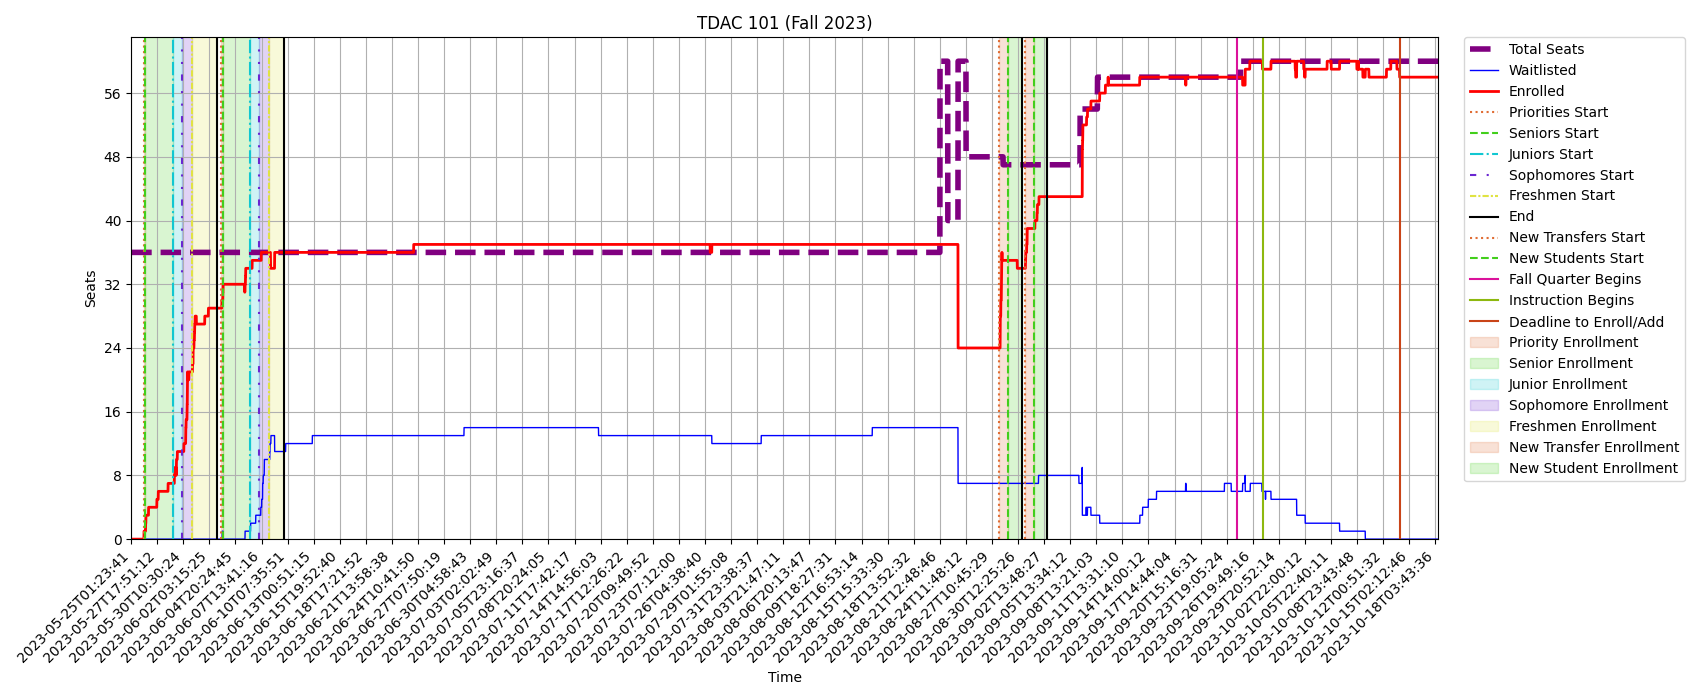 TDAC 101 (Fall 2023)
Seats
56
48
40
32
24
16
8
0
2023-05-25T01:23:41
2023-05-27T17:51:12
2023-05-30T10:30:24
2023-06-02T03:15:25
2023-06-04T20:24:45
2023-06-07T13:41:16
2023-06-10T07:35:51
2023-06-13T00:51:15
2023-06-15T19:52:40
2023-06-18T17:21:52
2023-06-21T13:58:38
2023-06-24T10:41:50
2023-06-27T07:50:19
2023-06-30T04:58:43
2023-07-03T02:02:49
2023-07-05T23:16:37
2023-07-08T20:24:05
2023-07-11T17:42:17
2023-07-14T14:56:03
2023-07-17T12:26:22
2023-07-20T09:49:52
2023-07-23T07:12:00
2023-07-26T04:38:40
2023-07-29T01:55:08
2023-07-31T23:38:37
2023-08-03T21:47:11
2023-08-06T20:13:47
2023-08-09T18:27:31
2023-08-12T16:53:14
2023-08-15T15:33:30
2023-08-18T13:52:32
2023-08-21T12:48:46
2023-08-24T11:48:12
2023-08-27T10:45:29
2023-08-30T12:25:26
2023-09-02T13:48:27
2023-09-05T13:34:12
2023-09-08T13:21:03
2023-09-11T13:31:10
2023-09-14T14:00:12
2023-09-17T14:44:04
2023-09-20T15:16:31
2023-09-23T19:05:24
2023-09-26T19:49:16
2023-09-29T20:52:14
2023-10-02T22:00:12
2023-10-05T22:40:11
2023-10-08T23:43:48
2023-10-12T00:51:32
2023-10-15T02:12:46
2023-10-18T03:43:36
Time
Total Seats
Waitlisted
Enrolled
Priorities Start
Seniors Start
Juniors Start
Sophomores Start
Freshmen Start
End
New Transfers Start
New Students Start
Fall Quarter Begins
Instruction Begins
Deadline to Enroll/Add
Priority Enrollment
Senior Enrollment
Junior Enrollment
Sophomore Enrollment
Freshmen Enrollment
New Transfer Enrollment
New Student Enrollment